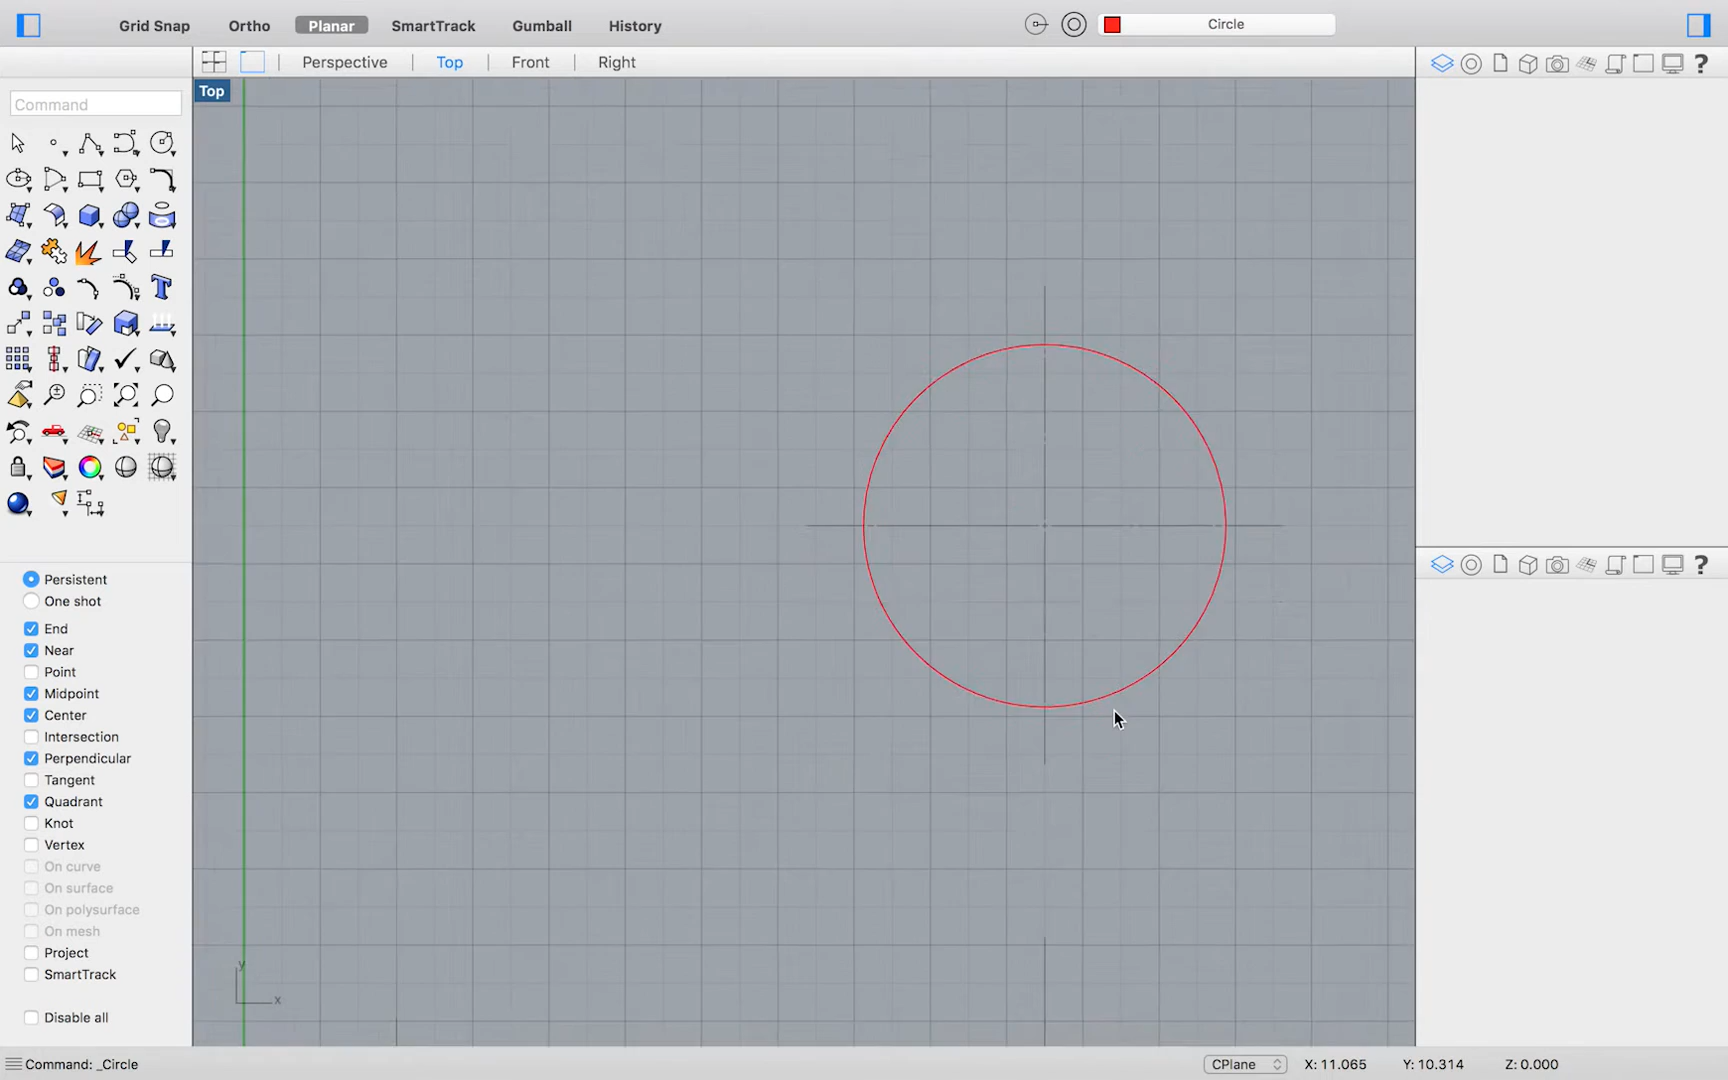 Grid Snap Ortho Planar SmartTrack Gumball History Circle
Perspective Top Front Right
Top
Command
Persistent
One shot
End
Near
Point
Midpoint
Center
Intersection
Perpendicular
Tangent
Quadrant
Knot
Vertex
On curve
On surface
On polysurface
On mesh
Project
SmartTrack
Disable all
y
x
Command: _Circle CPlane X: 11.065 Y: 10.314 Z: 0.000